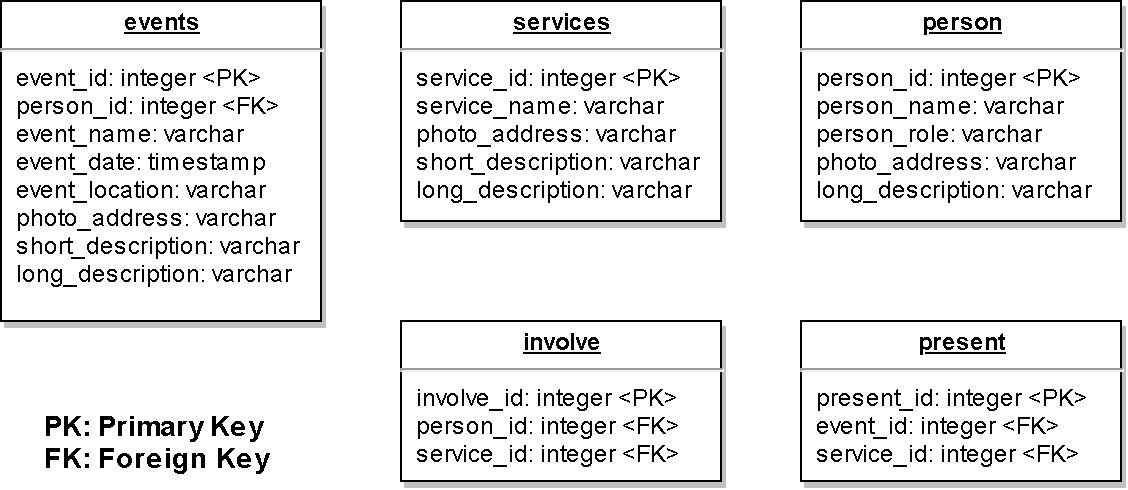 events
event_id: integer <PK>
person_id: integer <FK>
event_name: varchar
event_date: timestamp
event_location: varchar
photo_address: varchar
short_description: varchar
long_description: varchar
services
service_id: integer <PK>
service_name: varchar
photo_address: varchar
short_description: varchar
long_description: varchar
person
person_id: integer <PK>
person_name: varchar
person_role: varchar
photo_address: varchar
long_description: varchar
PK: Primary Key
FK: Foreign Key
involve
involve_id: integer <PK>
person_id: integer <FK>
service_id: integer <FK>
present
present_id: integer <PK>
event_id: integer <FK>
service_id: integer <FK>